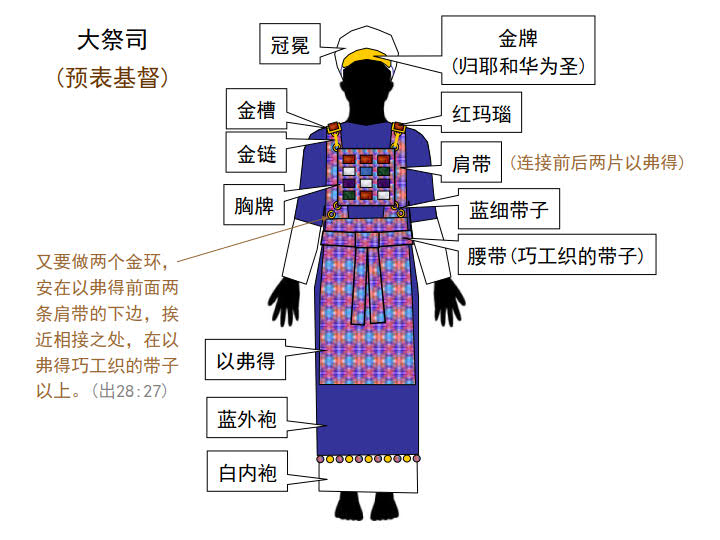 大祭司
(预表基督)
冠冕
金牌
(归耶和华为圣)
金槽
红玛瑙
金链
肩带
(连接前后两片以弗得)
胸牌
蓝细带子
腰带(巧工织的带子)
又要做两个金环，
安在以弗得前面两
条肩带的下边，挨
近相接之处，在以
弗得巧工织的带子
以上。(出28:27)
以弗得
蓝外袍
白内袍